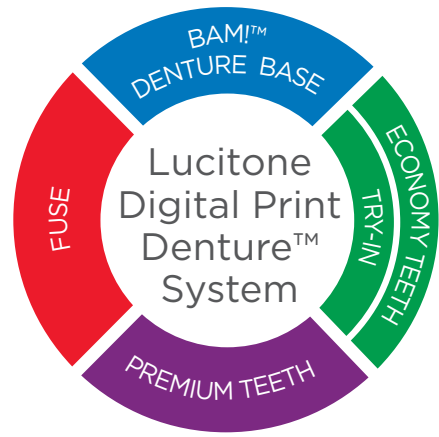 BAM!™
DENTURE BASE
ECONOMY TEETH
TRY-IN
PREMIUM TEETH
FUSE
Lucitone
Digital Print
Denture™
System